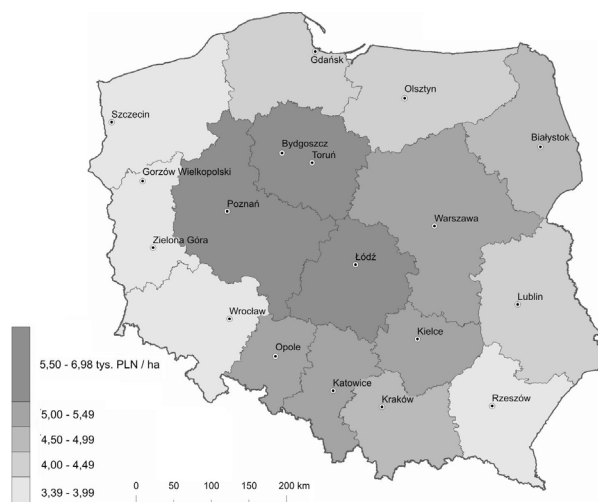 Gdańsk
Olsztyn
Szczecin
Białystok
Bydgoszcz
Toruń
Gorzów Wielkopolski
Poznań
Warszawa
Zielona Góra
Łódź
Lublin
Wrocław
Kielce
Opole
5,50 - 6,98 tys. PLN / ha
Katowice
Kraków
Rzeszów
5,00 - 5,49
4,50 - 4,99
4,00 - 4,49
3,39 - 3,99
0 50 100 200 km